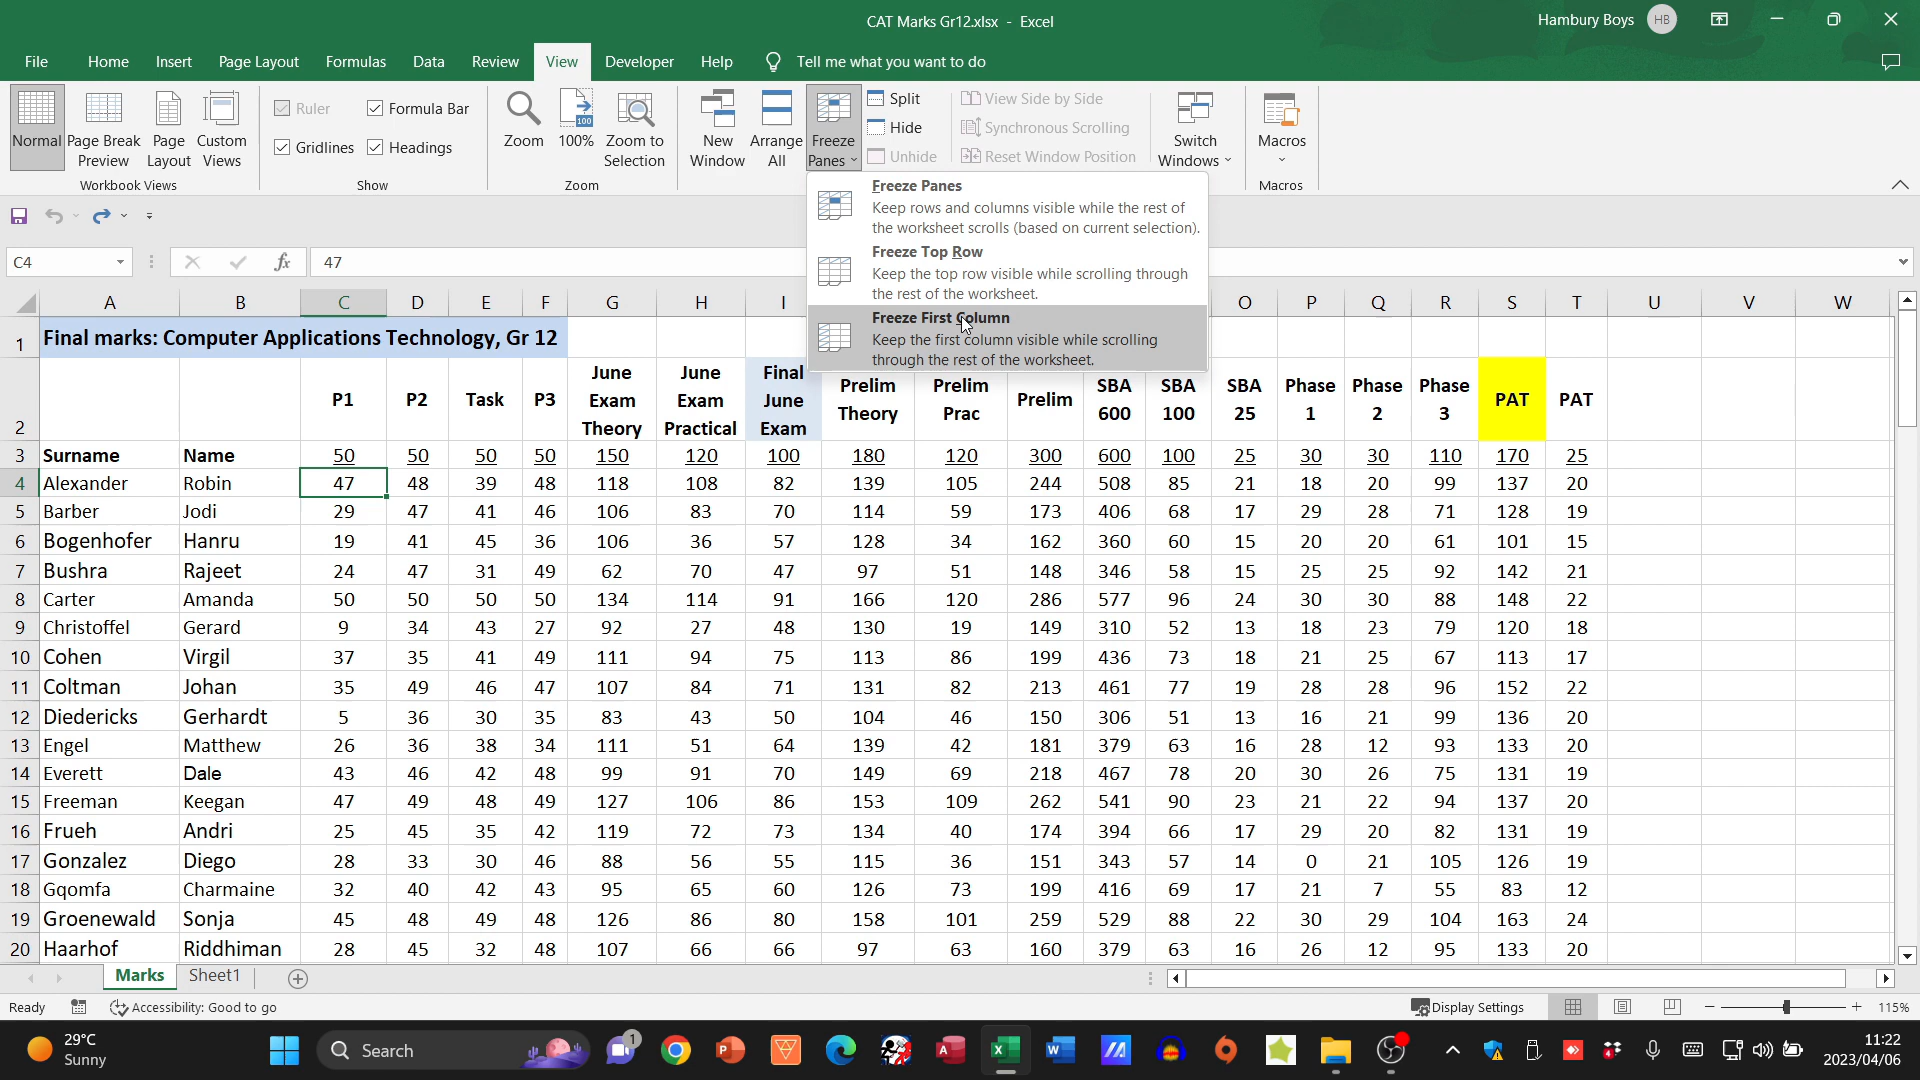 CAT Marks Gr12.xlsx - Excel
Hambury Boys HB
File Home Insert Page Layout Formulas Data Review View Developer Help Tell me what you want to do
Normal Page Break Preview Page Layout Custom Views
Workbook Views
Ruler Formula Bar
Gridlines Headings
Show
Zoom 100% Zoom to Selection
Zoom
New Window Arrange All Freeze Panes
Split
Hide
Unhide
View Side by Side
Synchronous Scrolling
Reset Window Position
Switch Windows
Macros
Macros
Freeze Panes
Keep rows and columns visible while the rest of
the worksheet scrolls (based on current selection).
Freeze Top Row
Keep the top row visible while scrolling through
the rest of the worksheet.
Freeze First Column
Keep the first column visible while scrolling
through the rest of the worksheet.
C4 fx 47
A B C D E F G H I O P Q R S T U V W
1 Final marks: Computer Applications Technology, Gr 12
2 P1 P2 Task P3 June Exam Theory June Exam Practical Final June Exam Prelim Theory Prelim Prac Prelim SBA 600 SBA 100 SBA 25 Phase 1 Phase 2 Phase 3 PAT PAT
3 Surname Name 50 50 50 50 150 120 100 180 120 300 600 100 25 30 30 110 170 25
4 Alexander Robin 47 48 39 48 118 108 82 139 105 244 508 85 21 18 20 99 137 20
5 Barber Jodi 29 47 41 46 106 83 70 114 59 173 406 68 17 29 28 71 128 19
6 Bogenhofer Hanru 19 41 45 36 106 36 57 128 34 162 360 60 15 20 20 61 101 15
7 Bushra Rajeet 24 47 31 49 62 70 47 97 51 148 346 58 15 25 25 92 142 21
8 Carter Amanda 50 50 50 50 134 114 91 166 120 286 577 96 24 30 30 88 148 22
9 Christoffel Gerard 9 34 43 27 92 27 48 130 19 149 310 52 13 18 23 79 120 18
10 Cohen Virgil 37 35 41 49 111 94 75 113 86 199 436 73 18 21 25 67 113 17
11 Coltman Johan 35 49 46 47 107 84 71 131 82 213 461 77 19 28 28 96 152 22
12 Diedericks Gerhardt 5 36 30 35 83 43 50 104 46 150 306 51 13 16 21 99 136 20
13 Engel Matthew 26 36 38 34 111 51 64 139 42 181 379 63 16 28 12 93 133 20
14 Everett Dale 43 46 42 48 99 91 70 149 69 218 467 78 20 30 26 75 131 19
15 Freeman Keegan 47 49 48 49 127 106 86 153 109 262 541 90 23 21 22 94 137 20
16 Frueh Andri 25 45 35 42 119 72 73 134 40 174 394 66 17 29 20 82 131 19
17 Gonzalez Diego 28 33 30 46 88 56 55 115 36 151 343 57 14 0 21 105 126 19
18 Gqomfa Charmaine 32 40 42 43 95 65 60 126 73 199 416 69 17 21 7 55 83 12
19 Groenewald Sonja 45 48 49 48 126 86 80 158 101 259 529 88 22 30 29 104 163 24
20 Haarhof Riddhiman 28 45 32 48 107 66 66 97 63 160 379 63 16 26 12 95 133 20
Marks Sheet1
Ready Accessibility: Good to go Display Settings 115%
29°C
Sunny
Search
1
4
11:22
2023/04/06